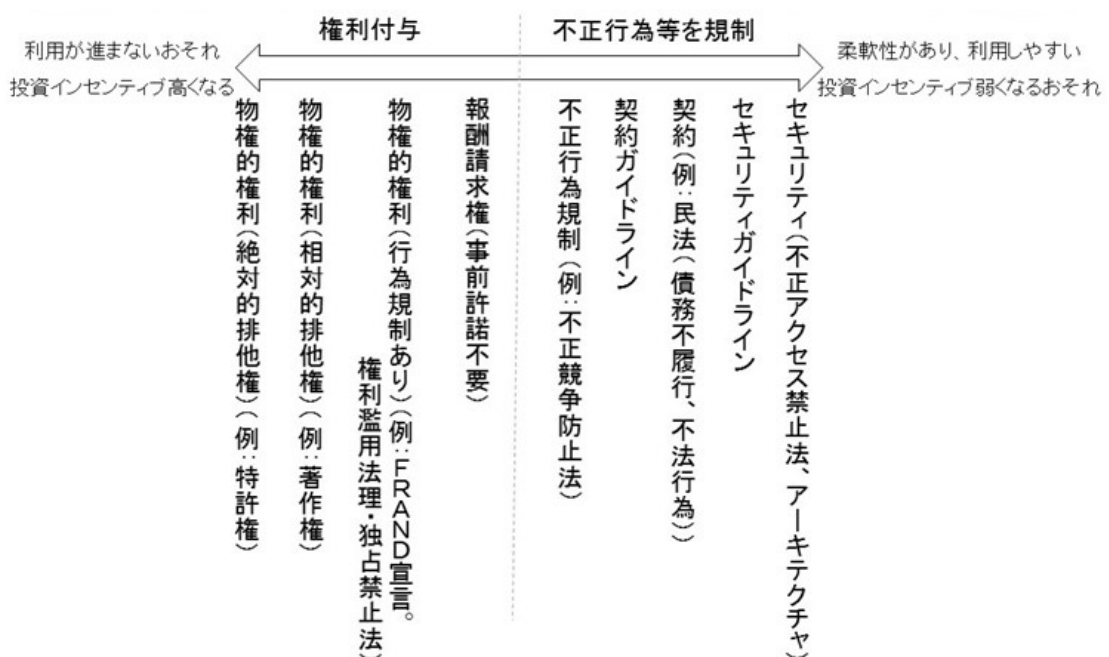 権利付与
不正行為等を規制
利用が進まないおそれ
投資インセンティブ高くなる
柔軟性があり、利用しやすい
投資インセンティブ弱くなるおそれ
物権的権利(絶対的排他権)(例:特許権)
物権的権利(相対的排他権)(例:著作権)
物権的権利(行為規制あり)(例:FRAND宣言。
権利濫用法理・独占禁止法)
報酬請求権(事前許諾不要)
不正行為規制(例:不正競争防止法)
契約ガイドライン
契約(例:民法(債務不履行、不法行為))
セキュリティガイドライン
セキュリティ(不正アクセス禁止法、アーキテクチャ)